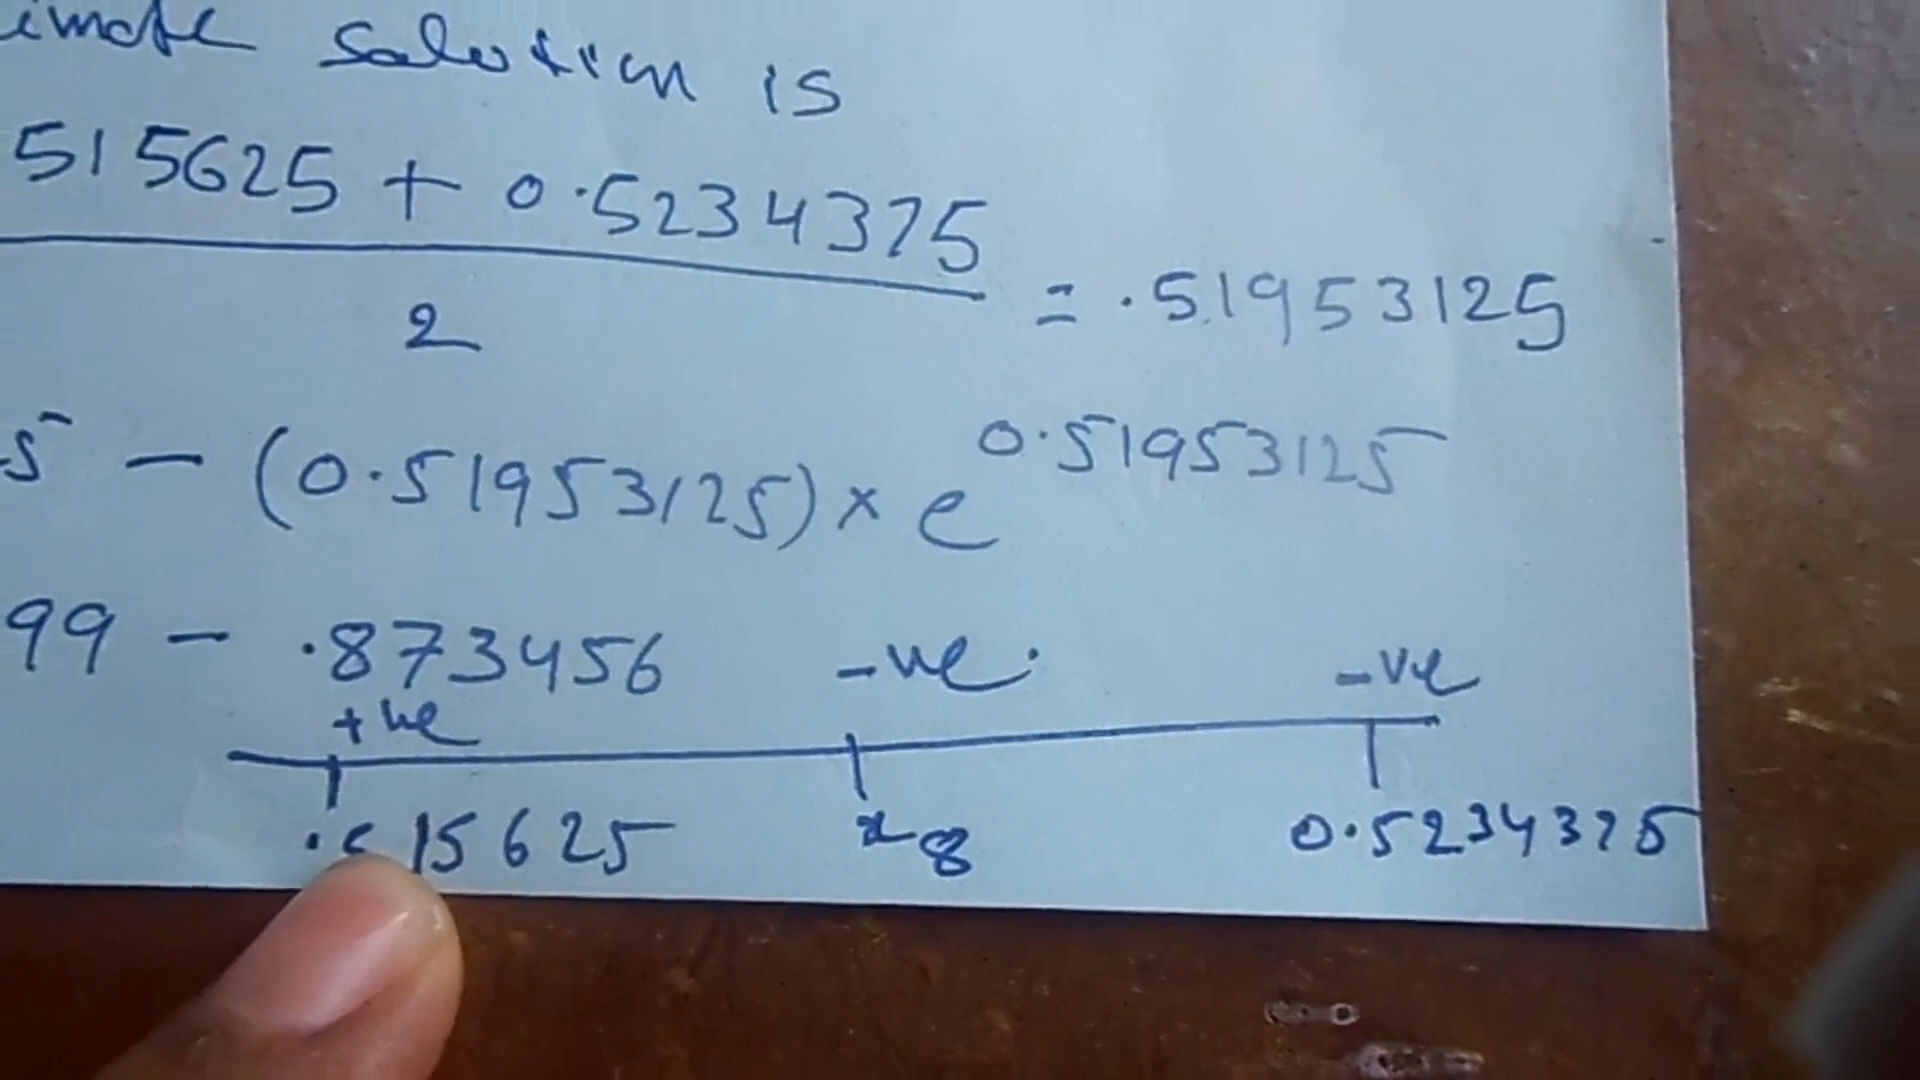 solution is
515625 + 0.5234375
2
= .51953125
- (0.51953125) × e 0.51953125
99 - .873456
+ve -ve. -ve
.515625 x8 0.5234375